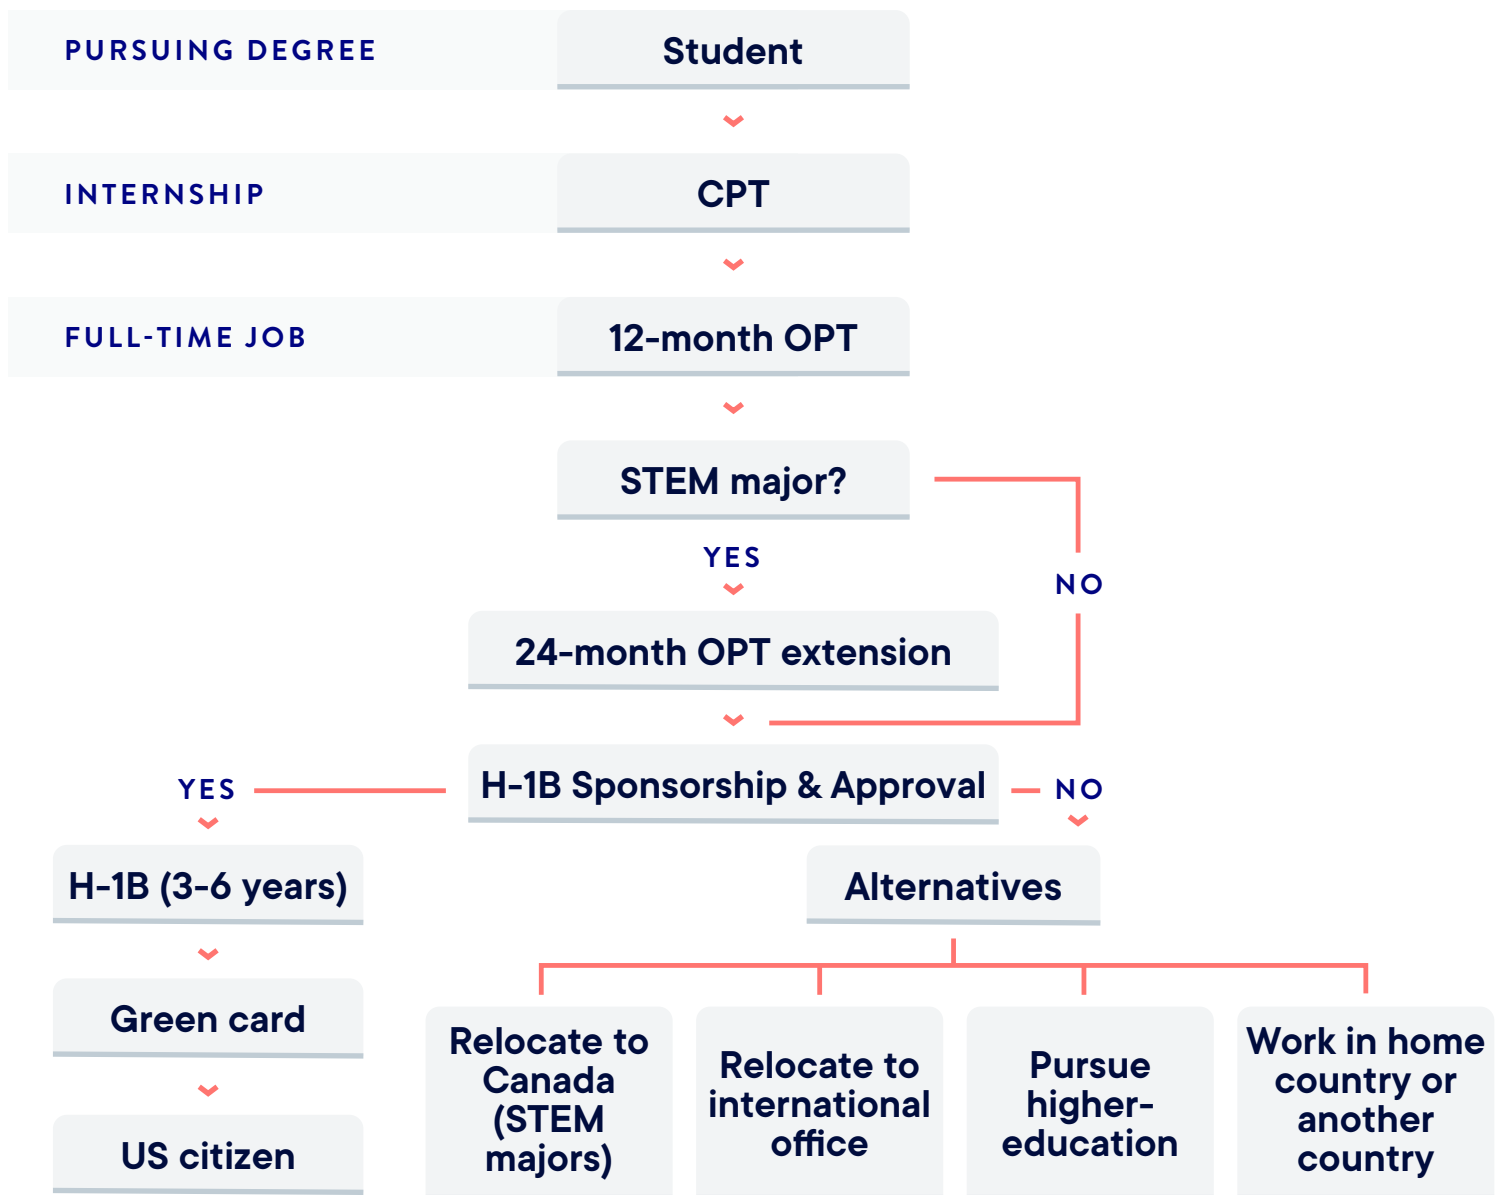 PURSUING DEGREE
Student
INTERNSHIP
CPT
FULL-TIME JOB
12-month OPT
STEM major?
YES
NO
24-month OPT extension
YES
H-1B Sponsorship & Approval
NO
H-1B (3-6 years)
Alternatives
Green card
US citizen
Relocate to
Canada
(STEM
majors)
Relocate to
international
office
Pursue
higher-
education
Work in home
country or
another
country